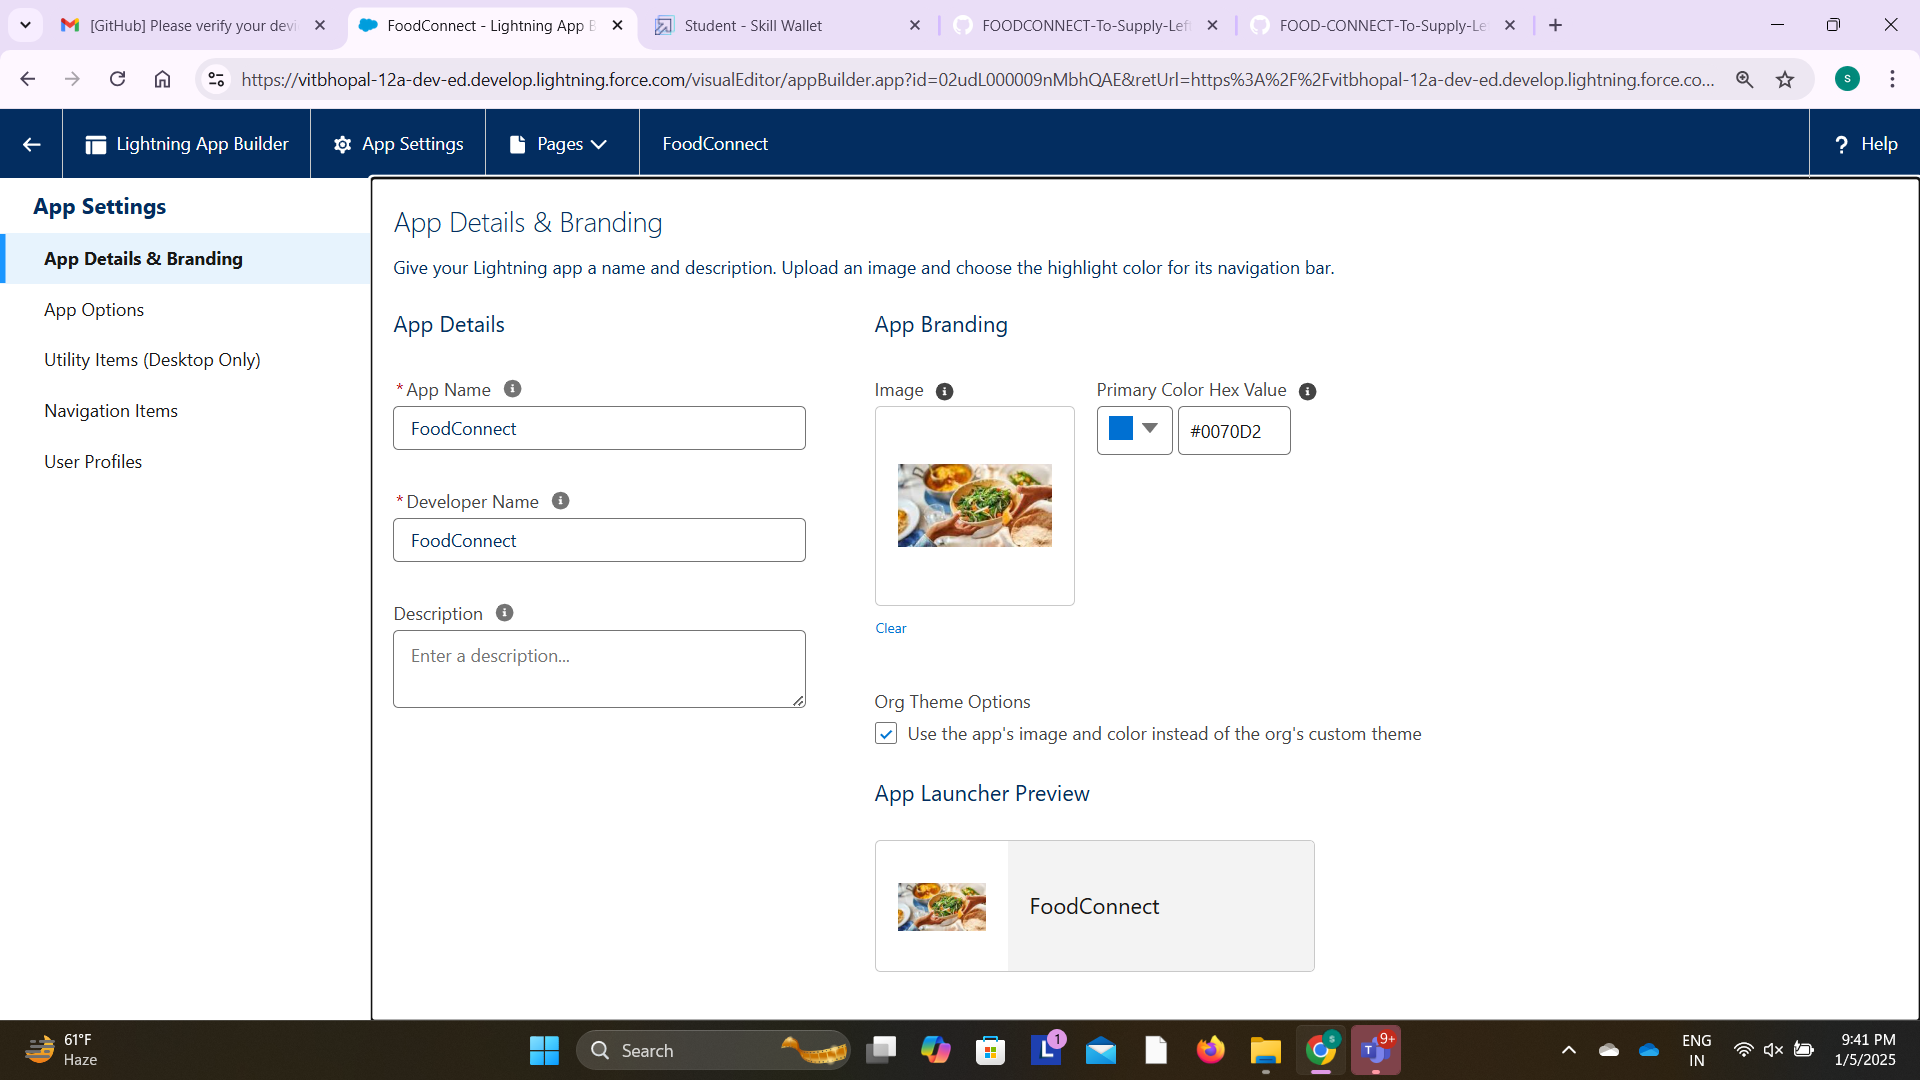 [GitHub] Please verify your devi
FoodConnect - Lightning App B
Student - Skill Wallet
FOODCONNECT-To-Supply-Left
FOOD-CONNECT-To-Supply-Le
https://vitbhopal-12a-dev-ed.develop.lightning.force.com/visualEditor/appBuilder.app?id=02udL000009nMbhQAE&retUrl=https%3A%2F%2Fvitbhopal-12a-dev-ed.develop.lightning.force.co...
S
Lightning App Builder
App Settings
Pages
FoodConnect
? Help
App Settings
App Details & Branding
App Options
Utility Items (Desktop Only)
Navigation Items
User Profiles
App Details & Branding
Give your Lightning app a name and description. Upload an image and choose the highlight color for its navigation bar.
App Details
*App Name
FoodConnect
*Developer Name
FoodConnect
Description
Enter a description...
App Branding
Image
Primary Color Hex Value
#0070D2
Clear
Org Theme Options
Use the app's image and color instead of the org's custom theme
App Launcher Preview
FoodConnect
61°F
Haze
Search
L
1
S
T
9+
ENG
IN
9:41 PM
1/5/2025